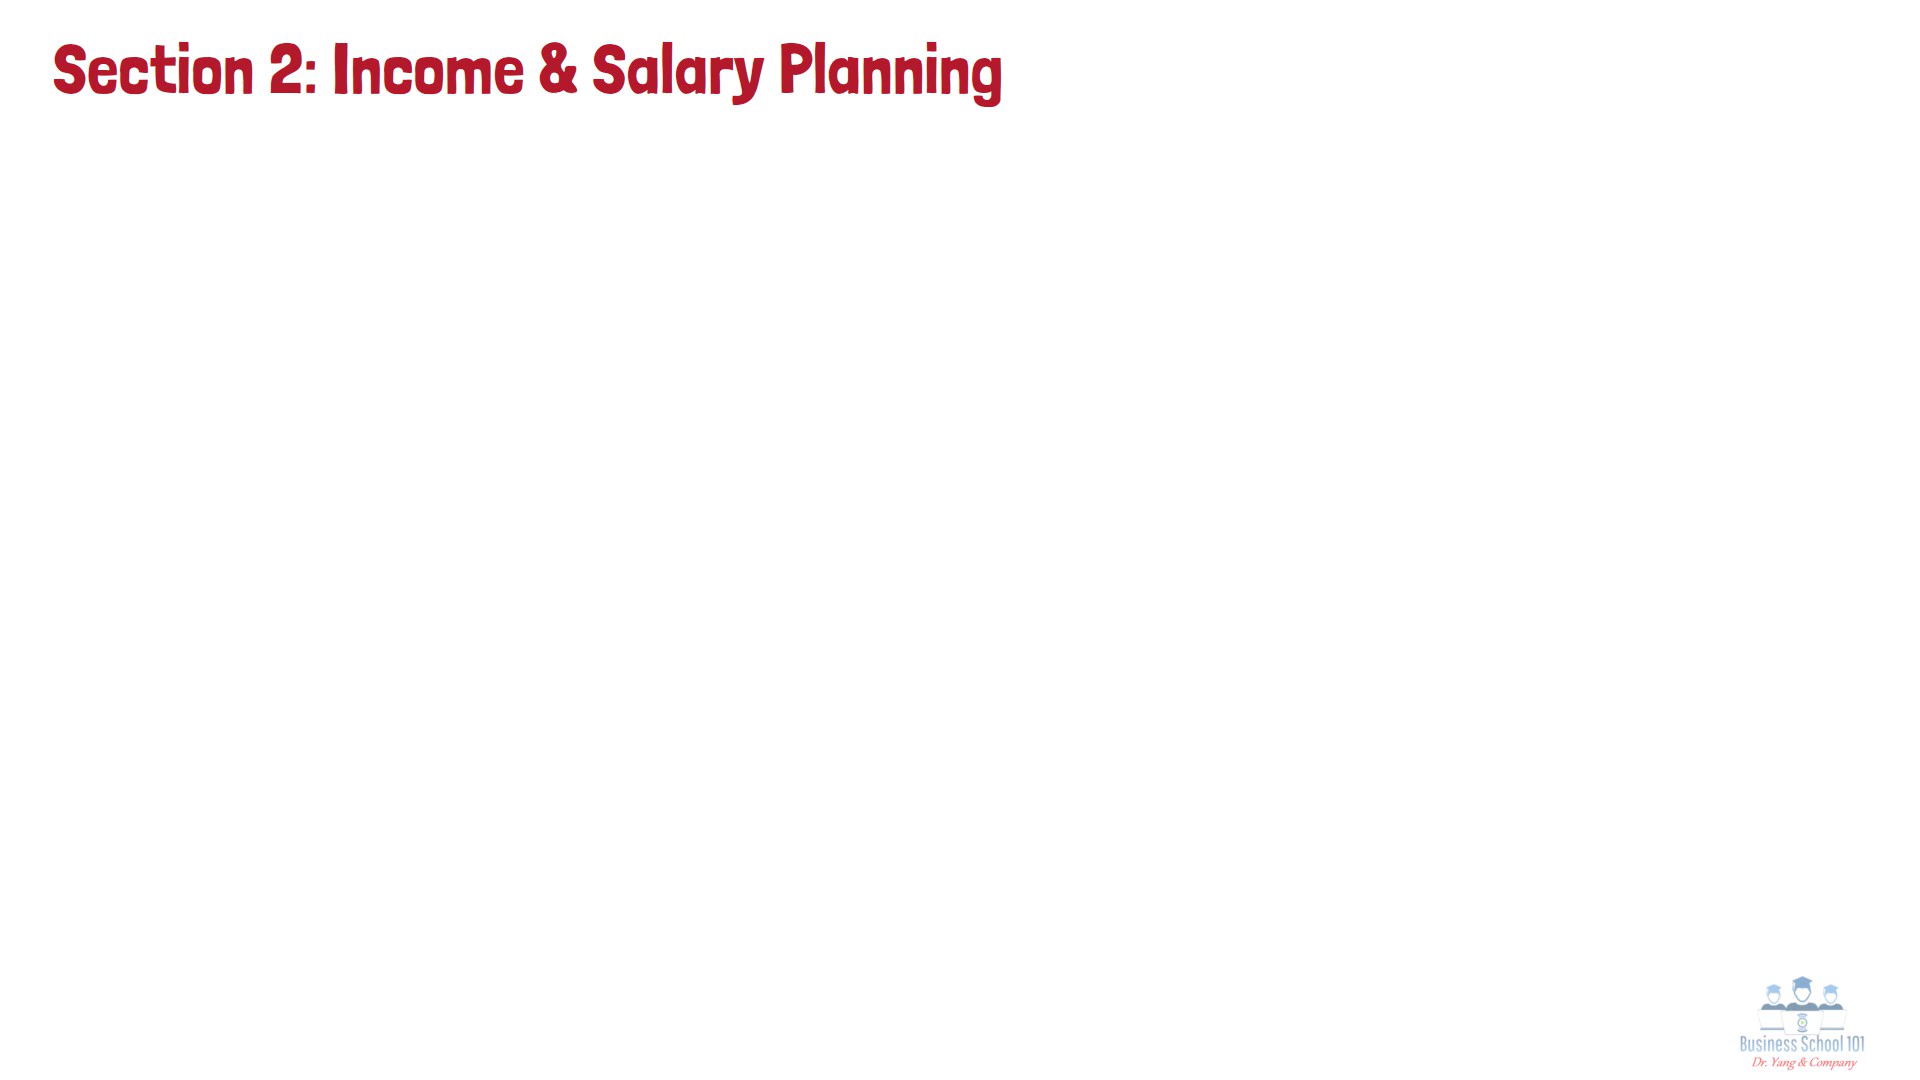 Section 2: Income & Salary Planning
Business School 101
Dr. Yang & Company